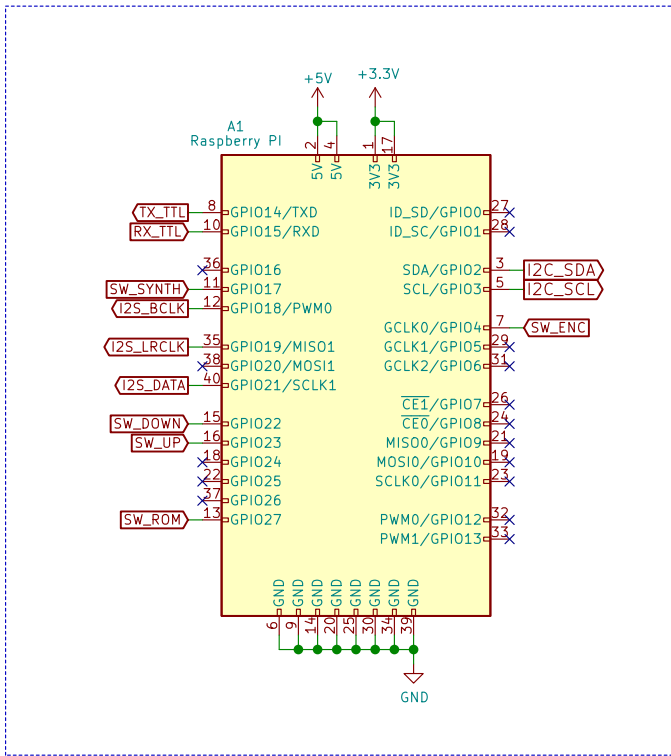 +5V
+3.3V
A1
Raspberry PI
2
4
1
17
5V
5V
3V3
3V3
TX_TTL 8 GPIO14/TXD
RX_TTL 10 GPIO15/RXD
36 GPIO16
SW_SYNTH 11 GPIO17
I2S_BCLK 12 GPIO18/PWM0
I2S_LRCLK 35 GPIO19/MISO1
38 GPIO20/MOSI1
I2S_DATA 40 GPIO21/SCLK1
SW_DOWN 15 GPIO22
SW_UP 16 GPIO23
18 GPIO24
22 GPIO25
37 GPIO26
SW_ROM 13 GPIO27
ID_SD/GPIO0 27
ID_SC/GPIO1 28
SDA/GPIO2 3 I2C_SDA
SCL/GPIO3 5 I2C_SCL
GCLK0/GPIO4 7 SW_ENC
GCLK1/GPIO5 29
GCLK2/GPIO6 31
CE1/GPIO7 26
CE0/GPIO8 24
MISO0/GPIO9 21
MOSI0/GPIO10 19
SCLK0/GPIO11 23
PWM0/GPIO12 32
PWM1/GPIO13 33
GND
GND
GND
GND
GND
GND
GND
GND
6
9
14
20
25
30
34
39
GND